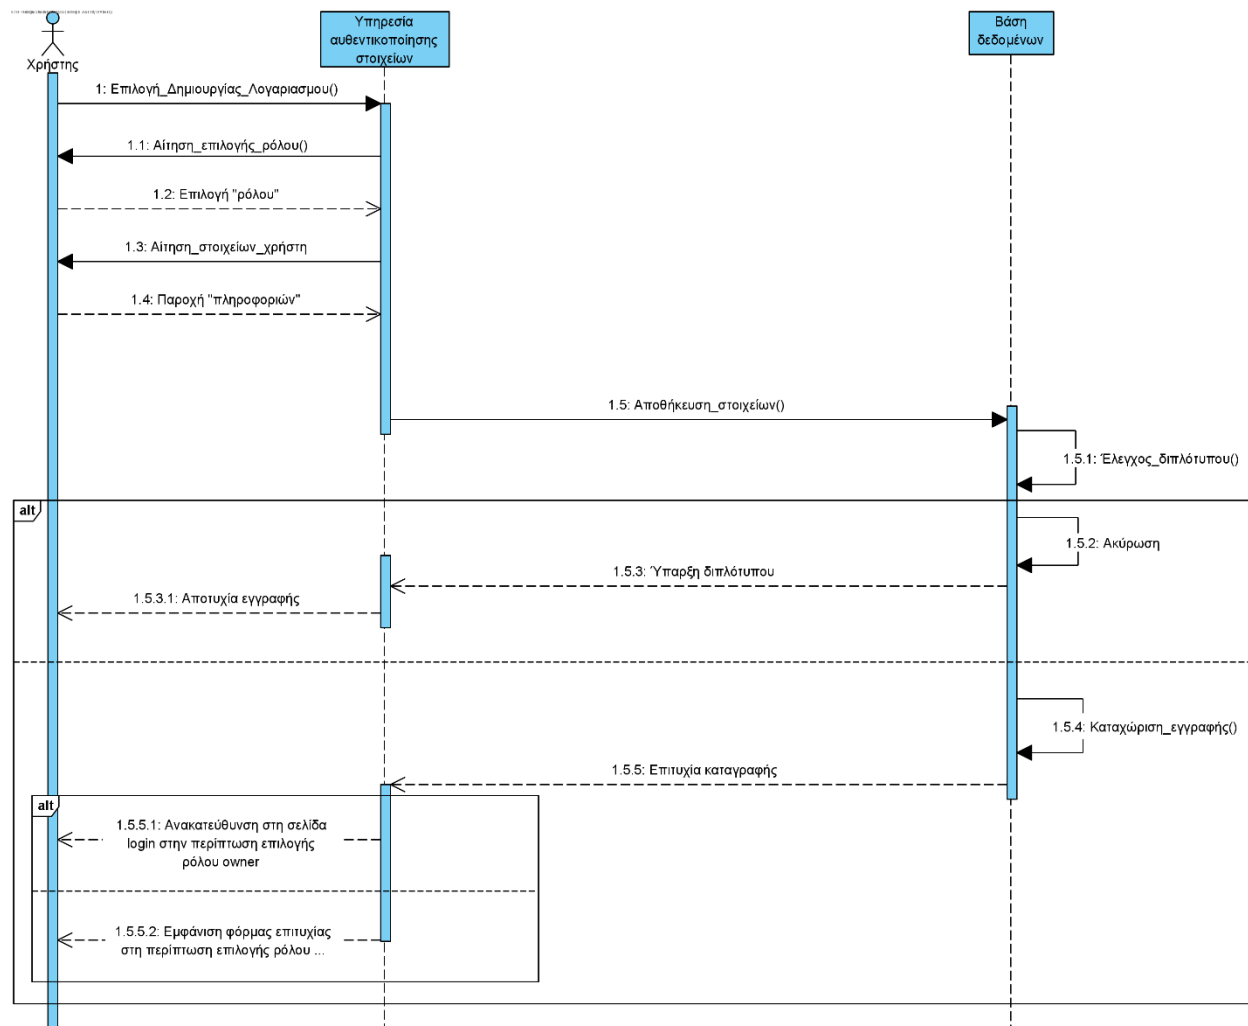 Χρήστης
Υπηρεσία
αυθεντικοποίησης
στοιχείων
Βάση
δεδομένων
1: Επιλογή_Δημιουργίας_Λογαριασμου()
1.1: Αίτηση_επιλογής_ρόλου()
1.2: Επιλογή "ρόλου"
1.3: Αίτηση_στοιχείων_χρήστη
1.4: Παροχή "πληροφοριών"
1.5: Αποθήκευση_στοιχείων()
1.5.1: Έλεγχος_διπλότυπου()
alt
1.5.2: Ακύρωση
1.5.3: Ύπαρξη διπλότυπου
1.5.3.1: Αποτυχία εγγραφής
1.5.4: Καταχώριση_εγγραφής()
1.5.5: Επιτυχία καταγραφής
alt
1.5.5.1: Ανακατεύθυνση στη σελίδα
login στην περίπτωση επιλογής
ρόλου owner
1.5.5.2: Εμφάνιση φόρμας επιτυχίας
στη περίπτωση επιλογής ρόλου ...